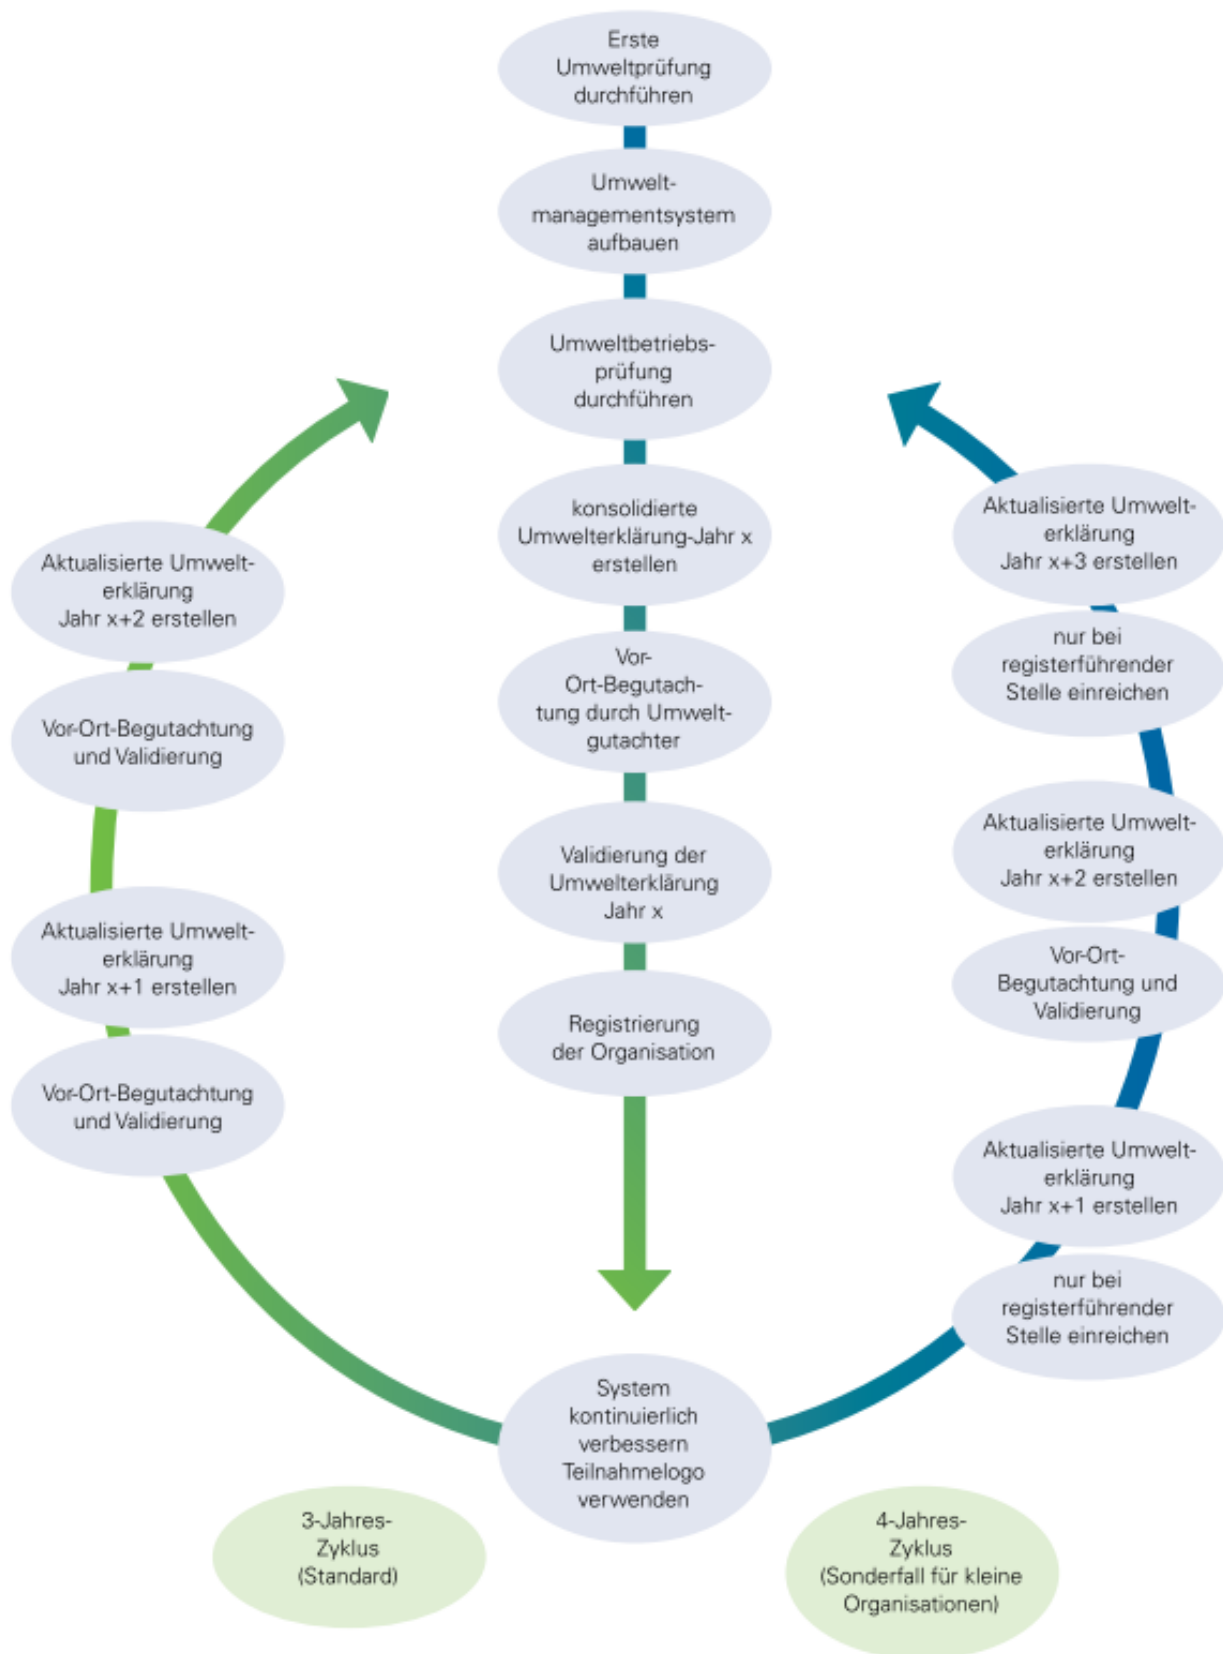 Erste
Umweltprüfung
durchführen
Umwelt-
managementsystem
aufbauen
Umweltbetriebs-
prüfung
durchführen
konsolidierte
Umwelterklärung-Jahr x
erstellen
Vor-
Ort-Begutach-
tung durch Umwelt-
gutachter
Validierung der
Umwelterklärung
Jahr x
Registrierung
der Organisation
System
kontinuierlich
verbessern
Teilnahmelogo
verwenden
Aktualisierte Umwelt-
erklärung
Jahr x+2 erstellen
Vor-Ort-Begutachtung
und Validierung
Aktualisierte Umwelt-
erklärung
Jahr x+1 erstellen
Vor-Ort-Begutachtung
und Validierung
3-Jahres-
Zyklus
(Standard)
Aktualisierte Umwelt-
erklärung
Jahr x+3 erstellen
nur bei
registerführender
Stelle einreichen
Aktualisierte Umwelt-
erklärung
Jahr x+2 erstellen
Vor-Ort-
Begutachtung und
Validierung
Aktualisierte Umwelt-
erklärung
Jahr x+1 erstellen
nur bei
registerführender
Stelle einreichen
4-Jahres-
Zyklus
(Sonderfall für kleine
Organisationen)